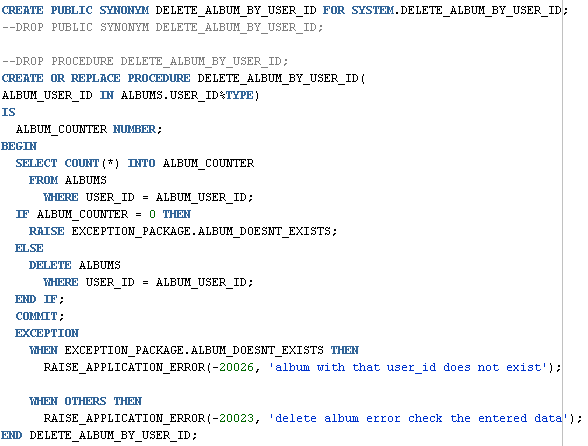 CREATE PUBLIC SYNONYM DELETE_ALBUM_BY_USER_ID FOR SYSTEM.DELETE_ALBUM_BY_USER_ID;
--DROP PUBLIC SYNONYM DELETE_ALBUM_BY_USER_ID;
--DROP PROCEDURE DELETE_ALBUM_BY_USER_ID;
CREATE OR REPLACE PROCEDURE DELETE_ALBUM_BY_USER_ID(
ALBUM_USER_ID IN ALBUMS.USER_ID%TYPE)
IS
ALBUM_COUNTER NUMBER;
BEGIN
SELECT COUNT(*) INTO ALBUM_COUNTER
FROM ALBUMS
WHERE USER_ID = ALBUM_USER_ID;
IF ALBUM_COUNTER = 0 THEN
RAISE EXCEPTION_PACKAGE.ALBUM_DOESNT_EXISTS;
ELSE
DELETE ALBUMS
WHERE USER_ID = ALBUM_USER_ID;
END IF;
COMMIT;
EXCEPTION
WHEN EXCEPTION_PACKAGE.ALBUM_DOESNT_EXISTS THEN
RAISE_APPLICATION_ERROR(-20026, 'album with that user_id does not exist');
WHEN OTHERS THEN
RAISE_APPLICATION_ERROR(-20023, 'delete album error check the entered data');
END DELETE_ALBUM_BY_USER_ID;